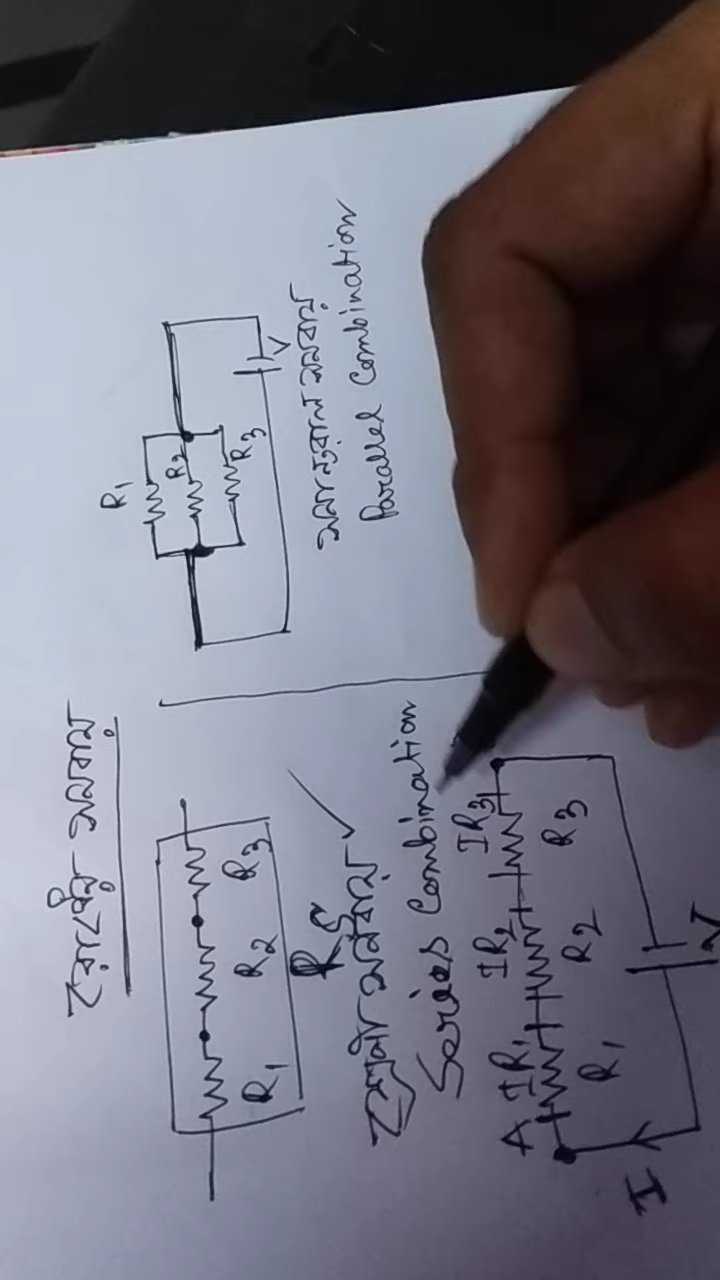 রোধের সমবায়
R₁ R₂ R₃
Rs
শ্রেণী সমবায়
Series Combination
A IR₁ IR₂ IR₃
R₁ R₂ R₃
I V
R₁
R₂
R₃
V
সমান্তরাল সমবায়
Parallel Combination